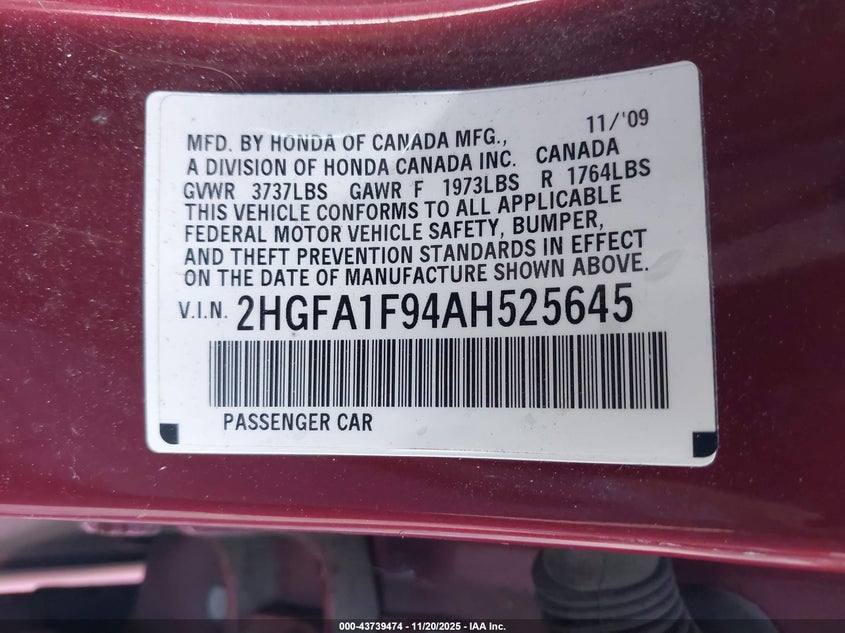 11/'09
MFD. BY HONDA OF CANADA MFG.,
A DIVISION OF HONDA CANADA INC. CANADA
GVWR 3737LBS GAWR F 1973LBS R 1764LBS
THIS VEHICLE CONFORMS TO ALL APPLICABLE
FEDERAL MOTOR VEHICLE SAFETY, BUMPER,
AND THEFT PREVENTION STANDARDS IN EFFECT
ON THE DATE OF MANUFACTURE SHOWN ABOVE.
V.I.N. 2HGFA1F94AH525645
PASSENGER CAR
000-43739474 | 11/20/2025 - IAA Inc.